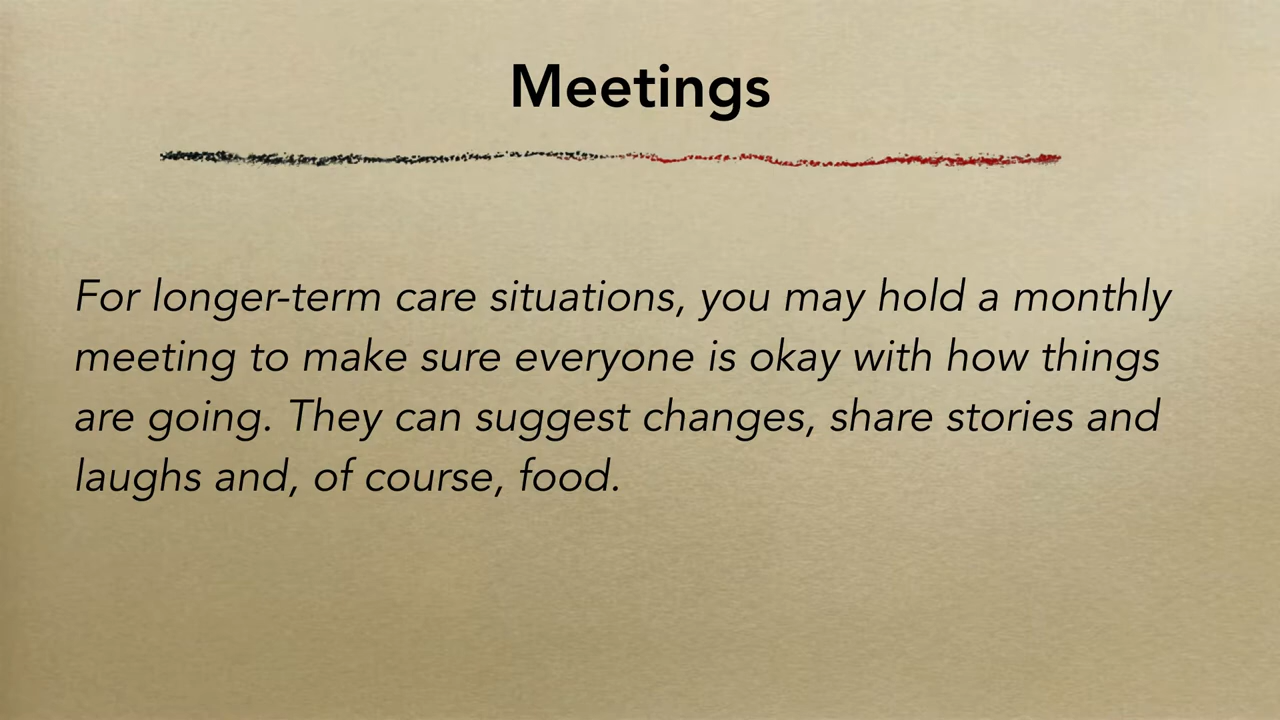 Meetings
For longer-term care situations, you may hold a monthly
meeting to make sure everyone is okay with how things
are going. They can suggest changes, share stories and
laughs and, of course, food.